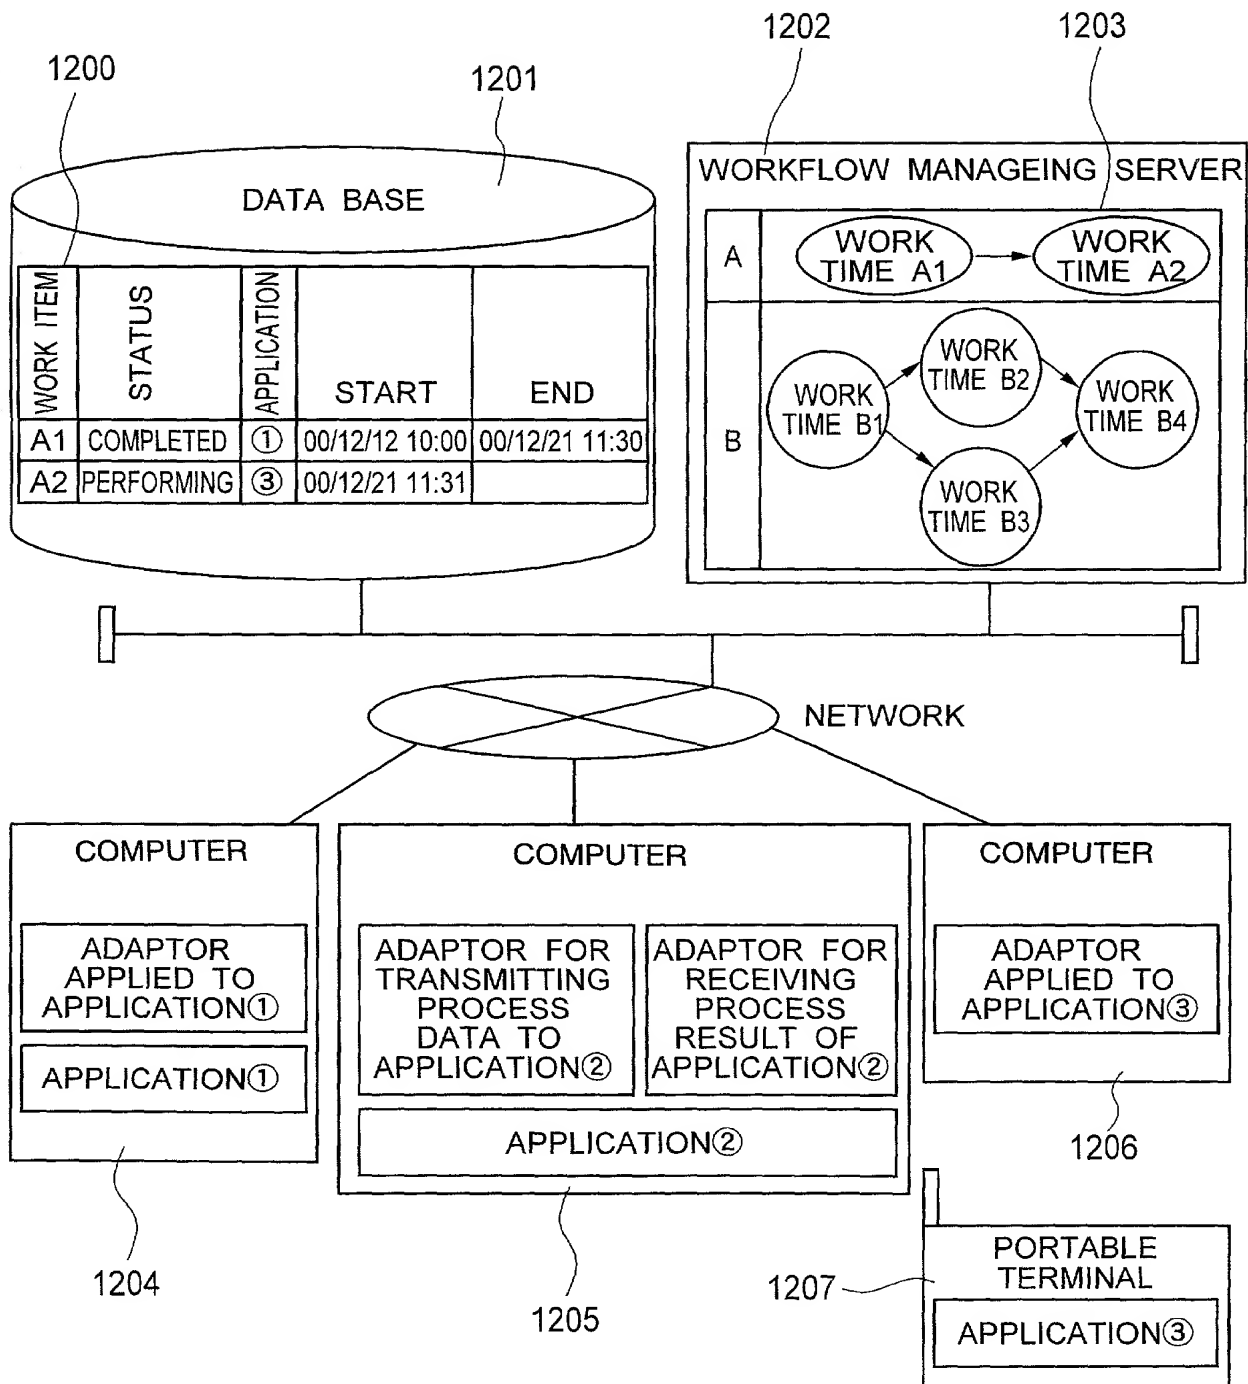 1200
1201
1202
1203
DATA BASE
WORK ITEM
STATUS
APPLICATION
START
END
A1 COMPLETED ① 00/12/12 10:00 00/12/21 11:30
A2 PERFORMING ③ 00/12/21 11:31
WORKFLOW MANAGEING SERVER
A
WORK
TIME A1
WORK
TIME A2
B
WORK
TIME B1
WORK
TIME B2
WORK
TIME B3
WORK
TIME B4
NETWORK
COMPUTER
ADAPTOR
APPLIED TO
APPLICATION①
APPLICATION①
1204
COMPUTER
ADAPTOR FOR
TRANSMITTING
PROCESS
DATA TO
APPLICATION②
ADAPTOR FOR
RECEIVING
PROCESS
RESULT OF
APPLICATION②
APPLICATION②
1205
COMPUTER
ADAPTOR
APPLIED TO
APPLICATION③
1206
PORTABLE
TERMINAL
APPLICATION③
1207